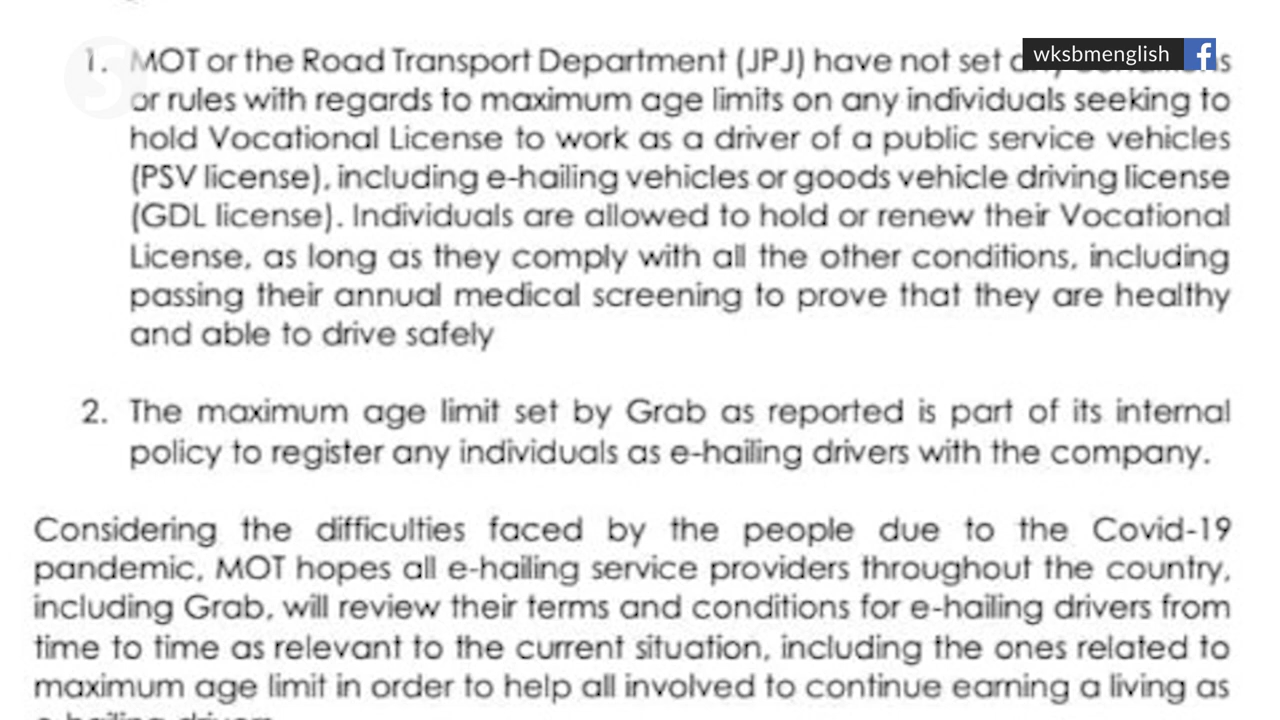 wksbmenglish
1. MOT or the Road Transport Department (JPJ) have not set
or rules with regards to maximum age limits on any individuals seeking to
hold Vocational License to work as a driver of a public service vehicles
(PSV license), including e-hailing vehicles or goods vehicle driving license
(GDL license). Individuals are allowed to hold or renew their Vocational
License, as long as they comply with all the other conditions, including
passing their annual medical screening to prove that they are healthy
and able to drive safely
2. The maximum age limit set by Grab as reported is part of its internal
policy to register any individuals as e-hailing drivers with the company.
Considering the difficulties faced by the people due to the Covid-19
pandemic, MOT hopes all e-hailing service providers throughout the country,
including Grab, will review their terms and conditions for e-hailing drivers from
time to time as relevant to the current situation, including the ones related to
maximum age limit in order to help all involved to continue earning a living as